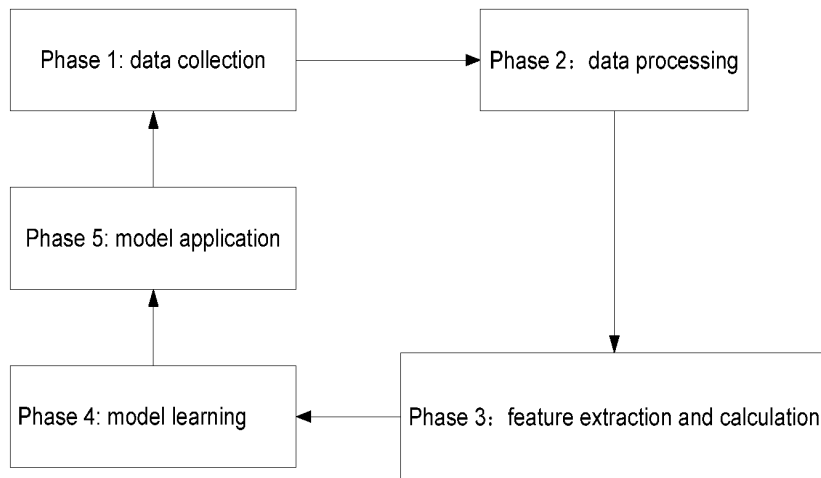 Phase 1: data collection
Phase 2：data processing
Phase 5: model application
Phase 4: model learning
Phase 3：feature extraction and calculation